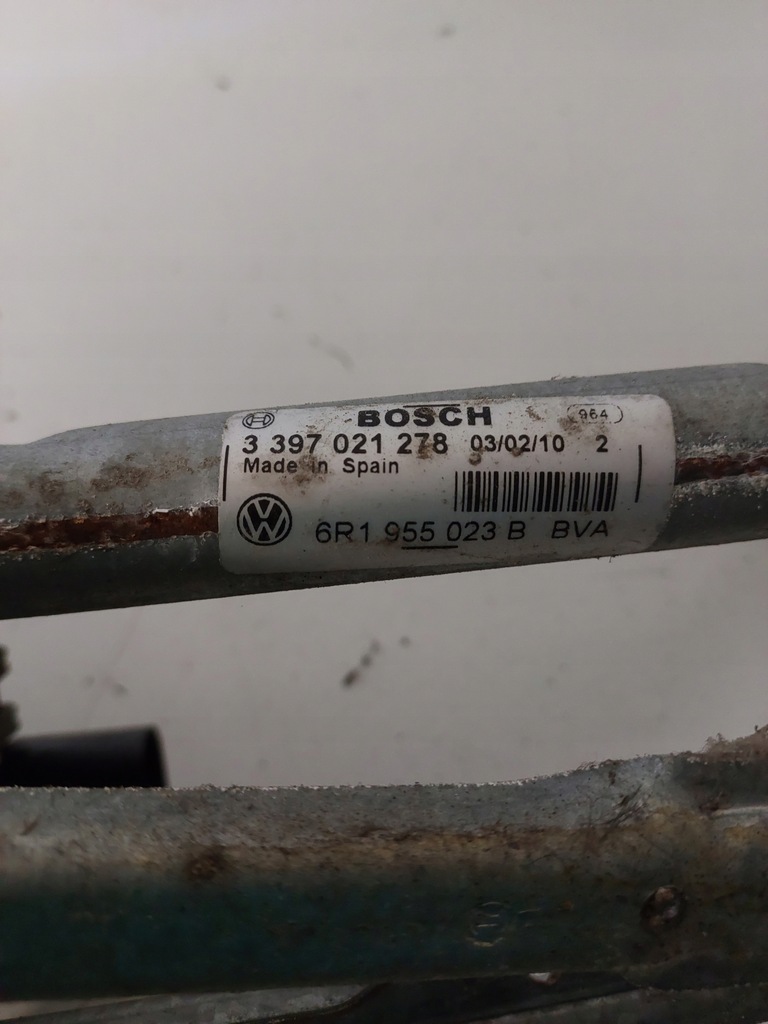 BOSCH 964
3 397 021 278 03/02/10 2
Made in Spain
6R1 955 023 B BVA